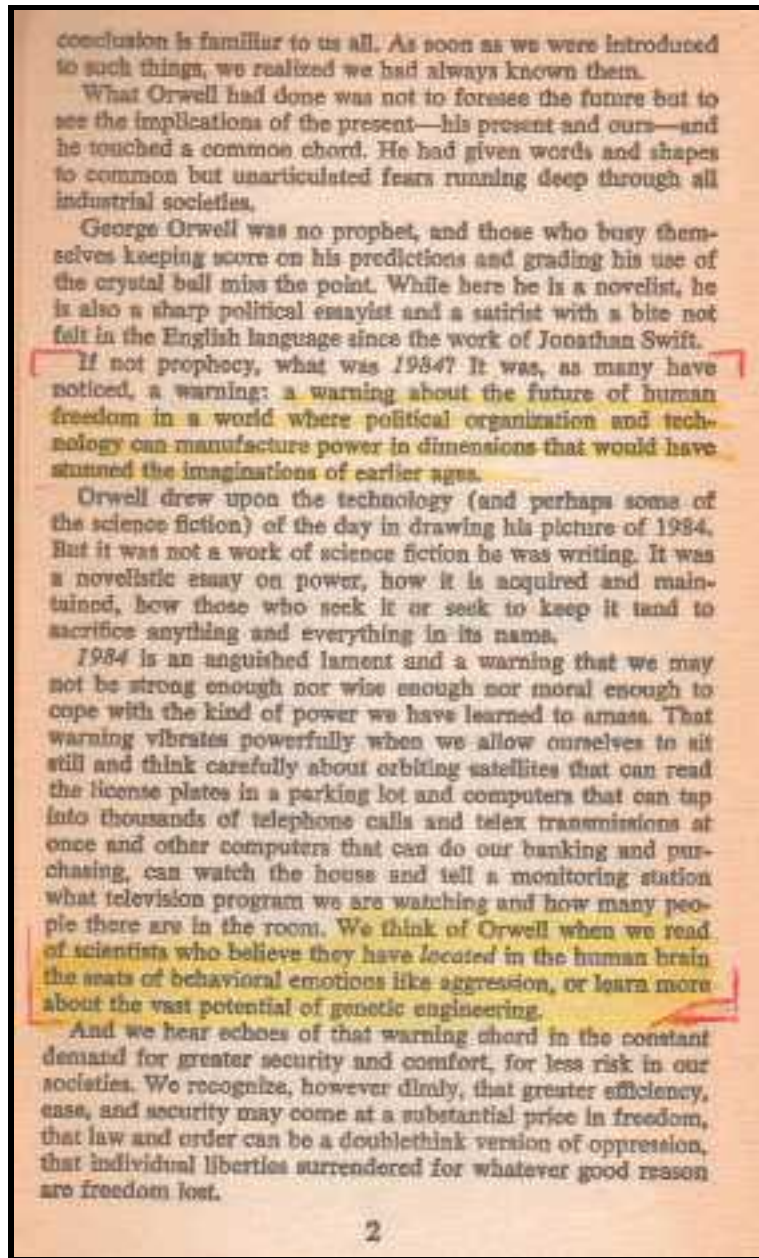 conclusion is familiar to us all. As soon as we were introduced
to such things, we realized we had always known them.
What Orwell had done was not to foresee the future but to
see the implications of the present—his present and ours—and
he touched a common chord. He had given words and shapes
to common but unarticulated fears running deep through all
industrial societies.
George Orwell was no prophet, and those who busy them-
selves keeping score on his predictions and grading his use of
the crystal ball miss the point. While here he is a novelist, he
is also a sharp political essayist and a satirist with a bite not
felt in the English language since the work of Jonathan Swift.
If not prophecy, what was 1984? It was, as many have
noticed, a warning: a warning about the future of human
freedom in a world where political organization and tech-
nology can manufacture power in dimensions that would have
stunned the imaginations of earlier ages.
Orwell drew upon the technology (and perhaps some of
the science fiction) of the day in drawing his picture of 1984.
But it was not a work of science fiction he was writing. It was
a novelistic essay on power, how it is acquired and main-
tained, how those who seek it or seek to keep it tend to
sacrifice anything and everything in its name.
1984 is an anguished lament and a warning that we may
not be strong enough nor wise enough nor moral enough to
cope with the kind of power we have learned to amass. That
warning vibrates powerfully when we allow ourselves to sit
still and think carefully about orbiting satellites that can read
the license plates in a parking lot and computers that can tap
into thousands of telephone calls and telex transmissions at
once and other computers that can do our banking and pur-
chasing, can watch the house and tell a monitoring station
what television program we are watching and how many peo-
ple there are in the room. We think of Orwell when we read
of scientists who believe they have located in the human brain
the seats of behavioral emotions like aggression, or learn more
about the vast potential of genetic engineering.
And we hear echoes of that warning chord in the constant
demand for greater security and comfort, for less risk in our
societies. We recognize, however dimly, that greater efficiency,
ease, and security may come at a substantial price in freedom,
that law and order can be a doublethink version of oppression,
that individual liberties surrendered for whatever good reason
are freedom lost.
2